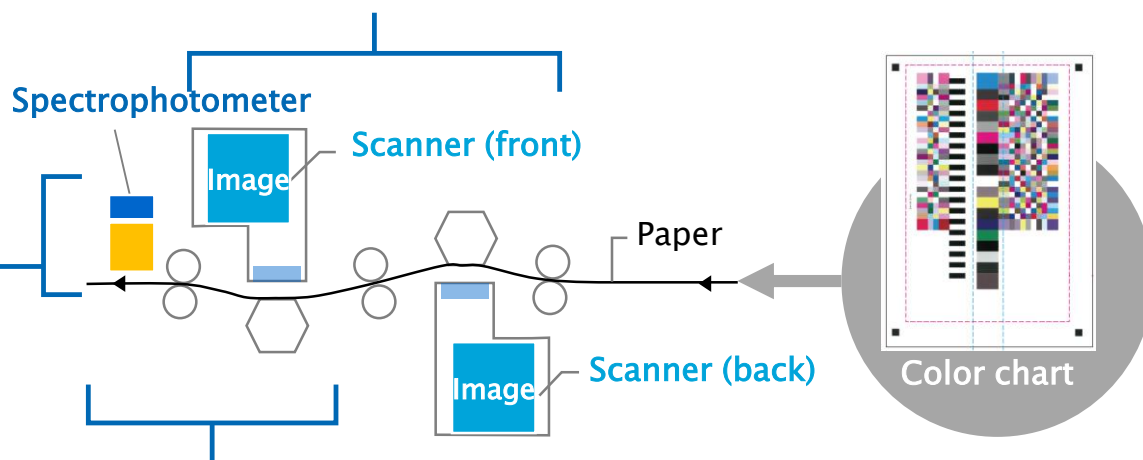 Spectrophotometer
Scanner (front)
Image
Paper
Image
Scanner (back)
Color chart